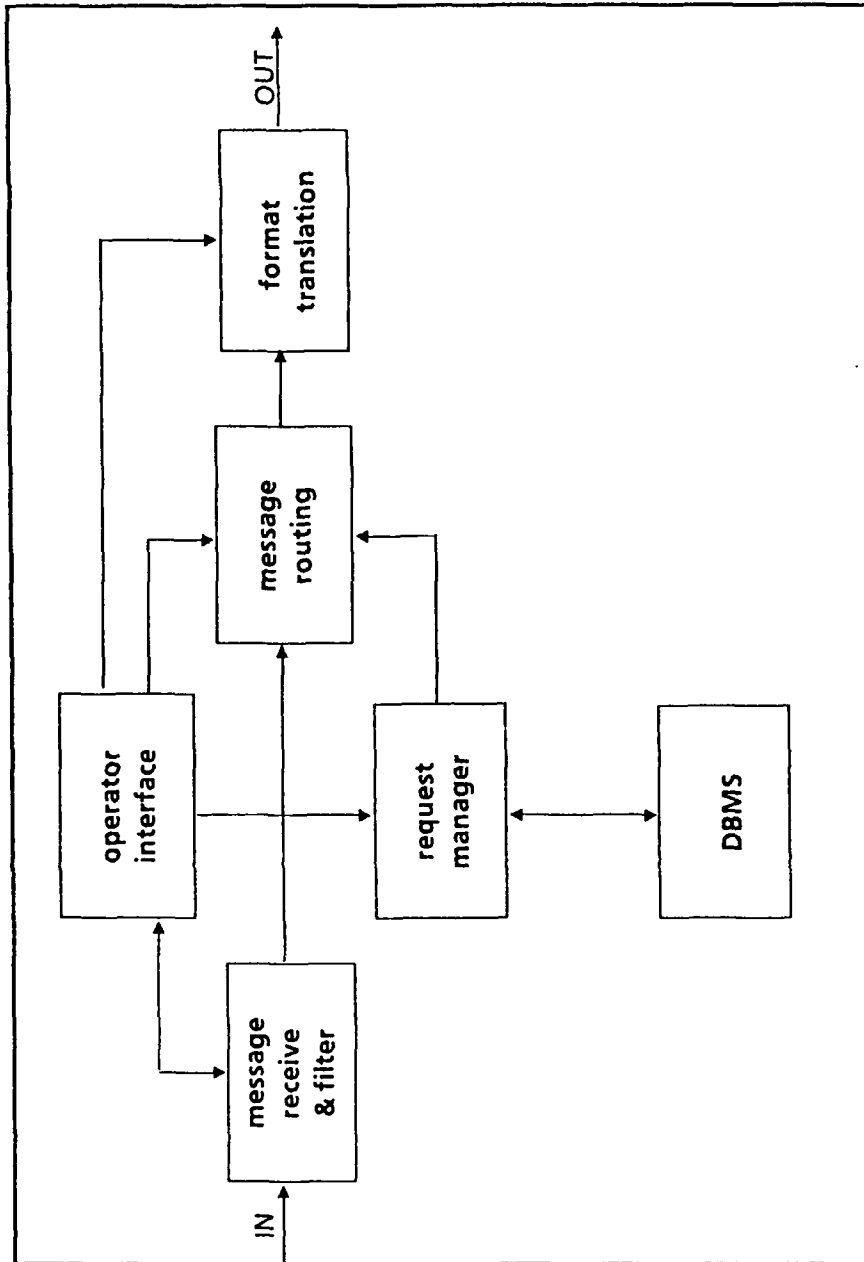 IN
message
receive
& filter
operator
interface
request
manager
DBMS
message
routing
format
translation
OUT